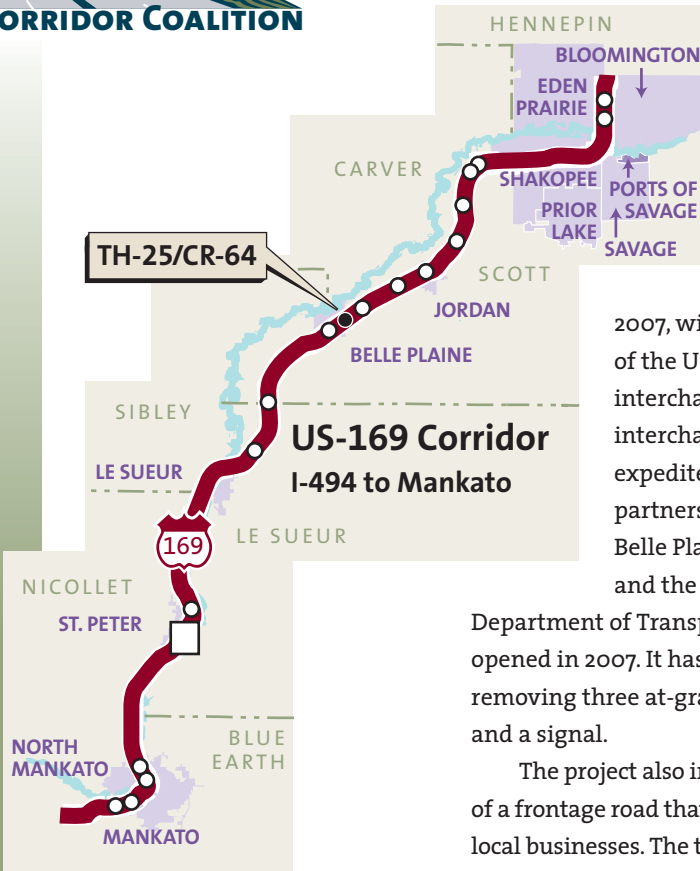 ORRIDOR COALITION
HENNEPIN
BLOOMINGTON
EDEN
PRAIRIE
CARVER
SHAKOPEE
PORTS OF
SAVAGE
PRIOR
LAKE
SAVAGE
TH-25/CR-64
SCOTT
JORDAN
BELLE PLAINE
SIBLEY
US-169 Corridor
I-494 to Mankato
LE SUEUR
169
LE SUEUR
NICOLLET
ST. PETER
BLUE
EARTH
NORTH
MANKATO
MANKATO
2007, wi
of the U
intercha
intercha
expedite
partners
Belle Pla
and the
Department of Transp
opened in 2007. It has
removing three at-gra
and a signal.
The project also i
of a frontage road tha
local businesses. The t